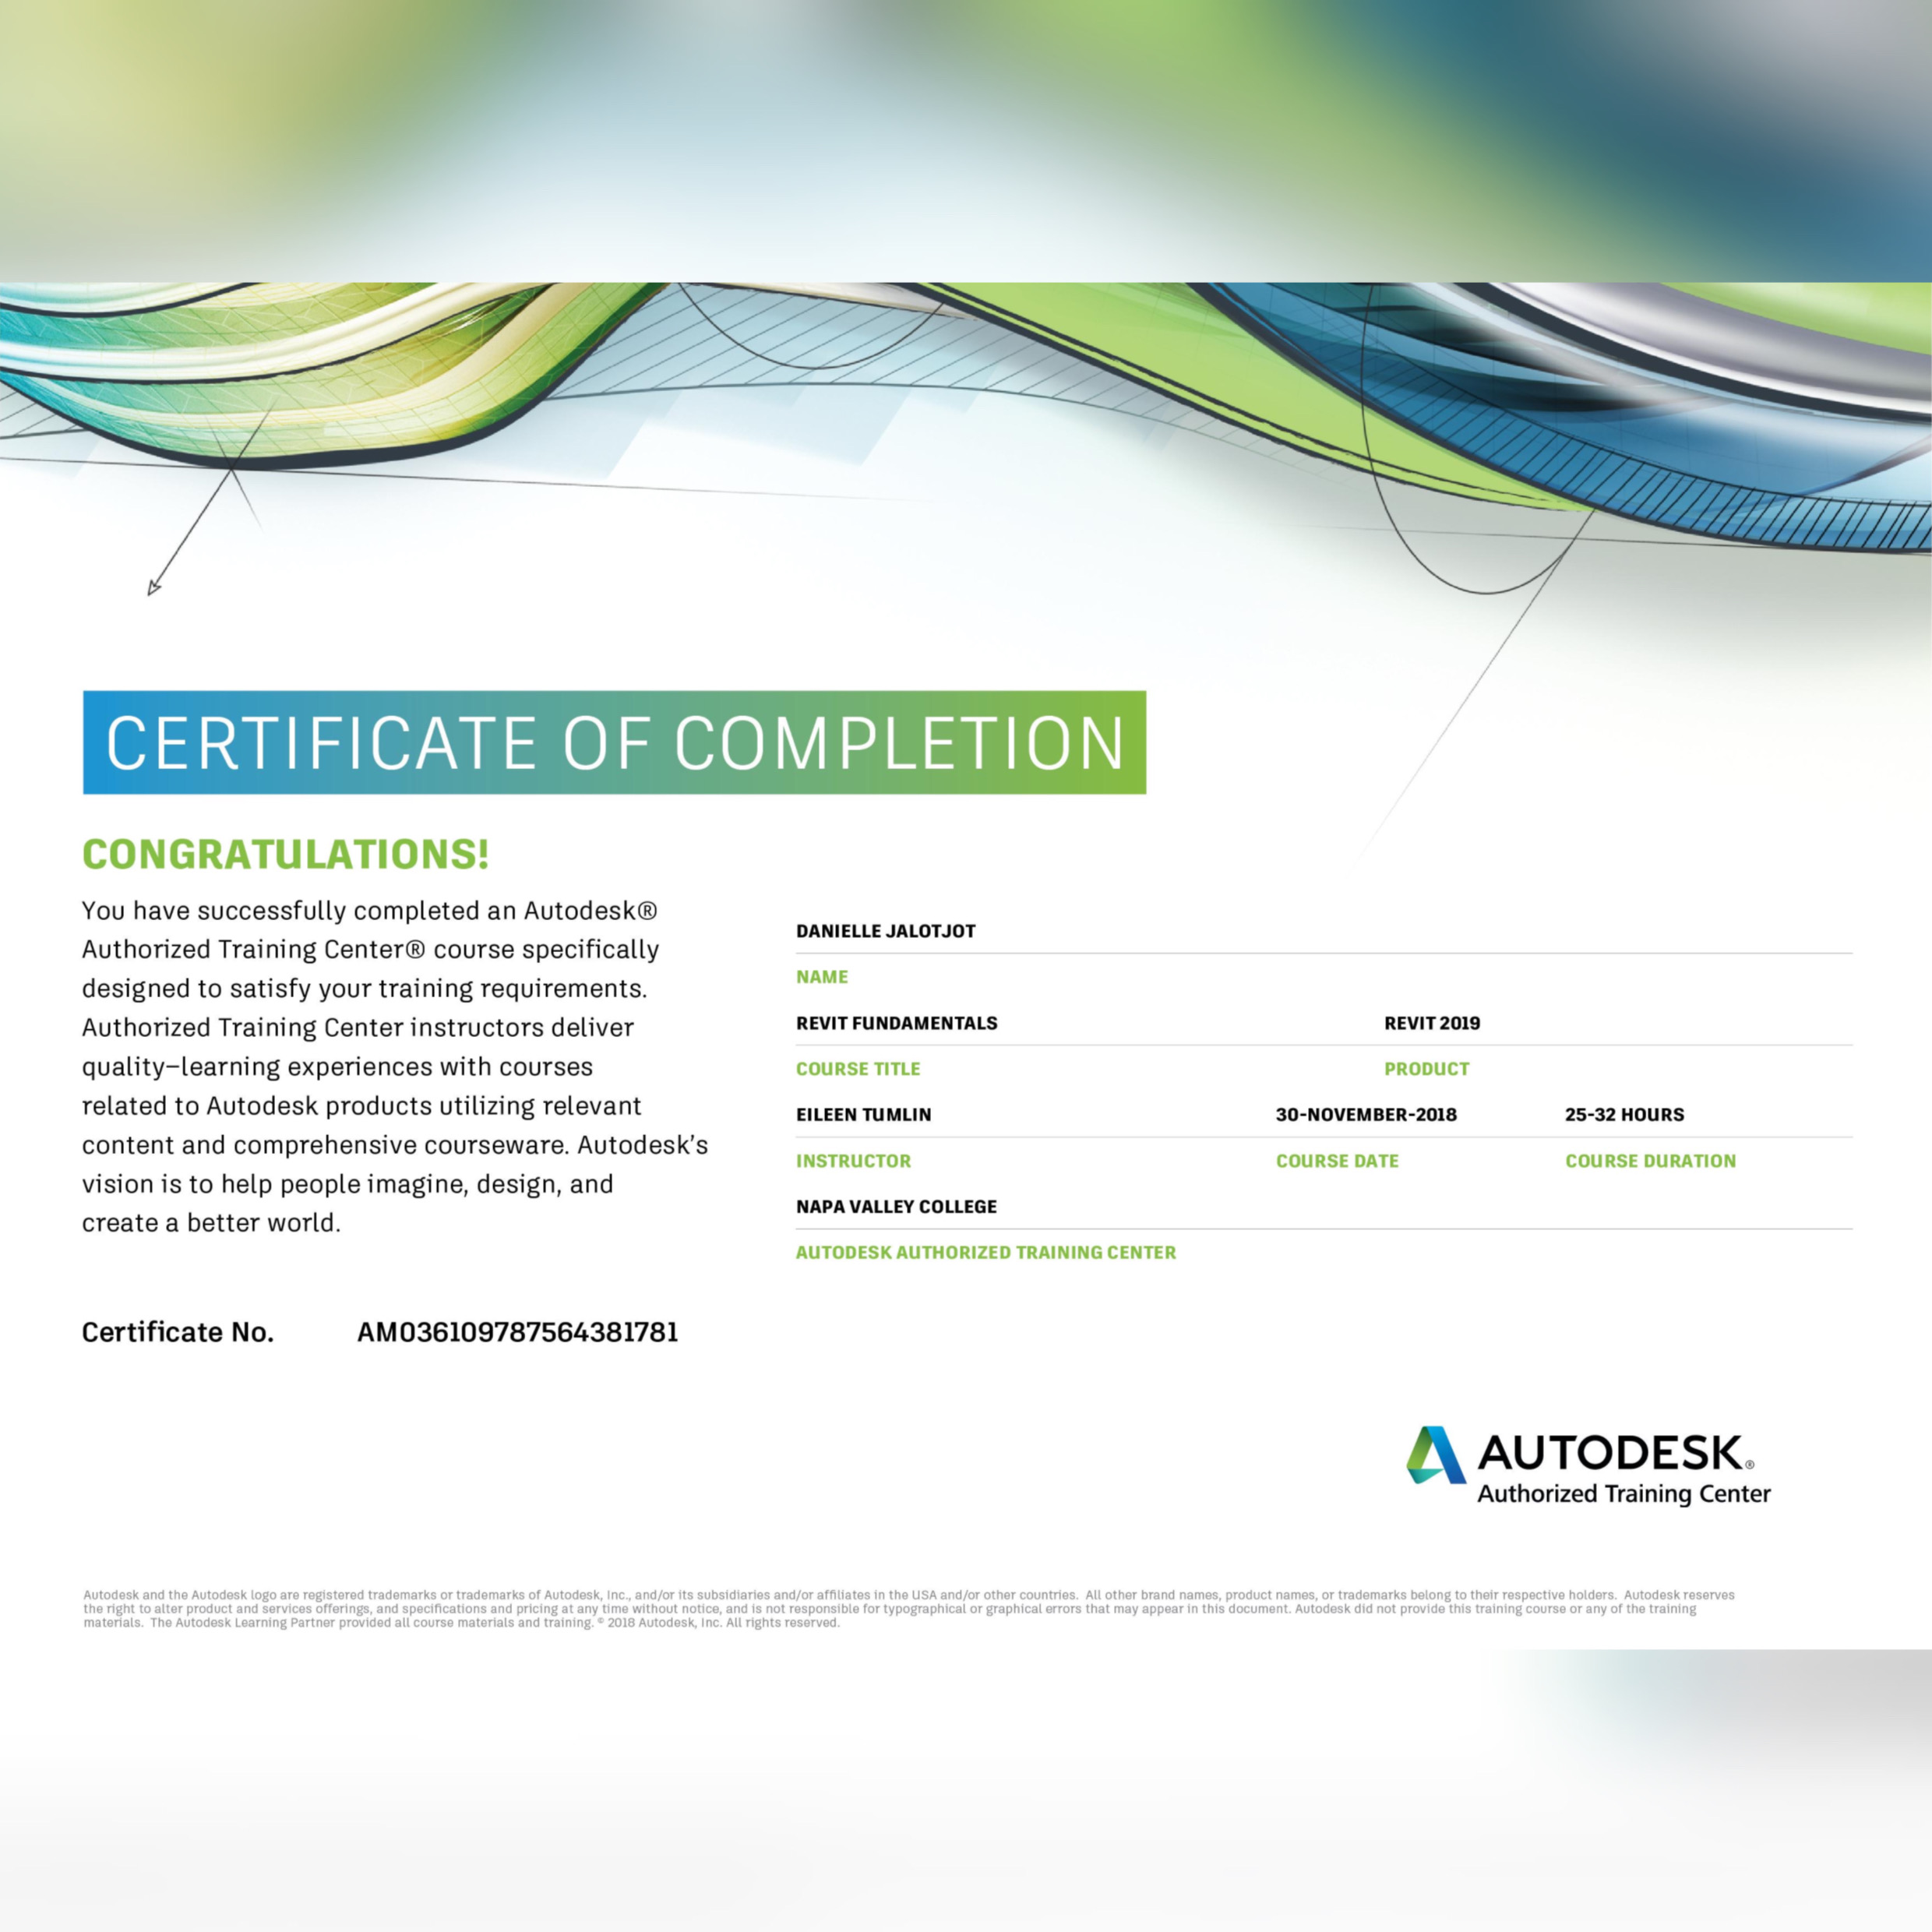 CERTIFICATE OF COMPLETION
CONGRATULATIONS!
You have successfully completed an Autodesk®
Authorized Training Center® course specifically
designed to satisfy your training requirements.
Authorized Training Center instructors deliver
quality–learning experiences with courses
related to Autodesk products utilizing relevant
content and comprehensive courseware. Autodesk’s
vision is to help people imagine, design, and
create a better world.
Certificate No. AM036109787564381781
DANIELLE JALOTJOT
NAME
REVIT FUNDAMENTALS REVIT 2019
COURSE TITLE PRODUCT
EILEEN TUMLIN 30-NOVEMBER-2018 25-32 HOURS
INSTRUCTOR COURSE DATE COURSE DURATION
NAPA VALLEY COLLEGE
AUTODESK AUTHORIZED TRAINING CENTER
AUTODESK®
Authorized Training Center
Autodesk and the Autodesk logo are registered trademarks or trademarks of Autodesk, Inc., and/or its subsidiaries and/or affiliates in the USA and/or other countries. All other brand names, product names, or trademarks belong to their respective holders. Autodesk reserves
the right to alter product and services offerings, and specifications and pricing at any time without notice, and is not responsible for typographical or graphical errors that may appear in this document. Autodesk did not provide this training course or any of the training
materials. The Autodesk Learning Partner provided all course materials and training. © 2018 Autodesk, Inc. All rights reserved.